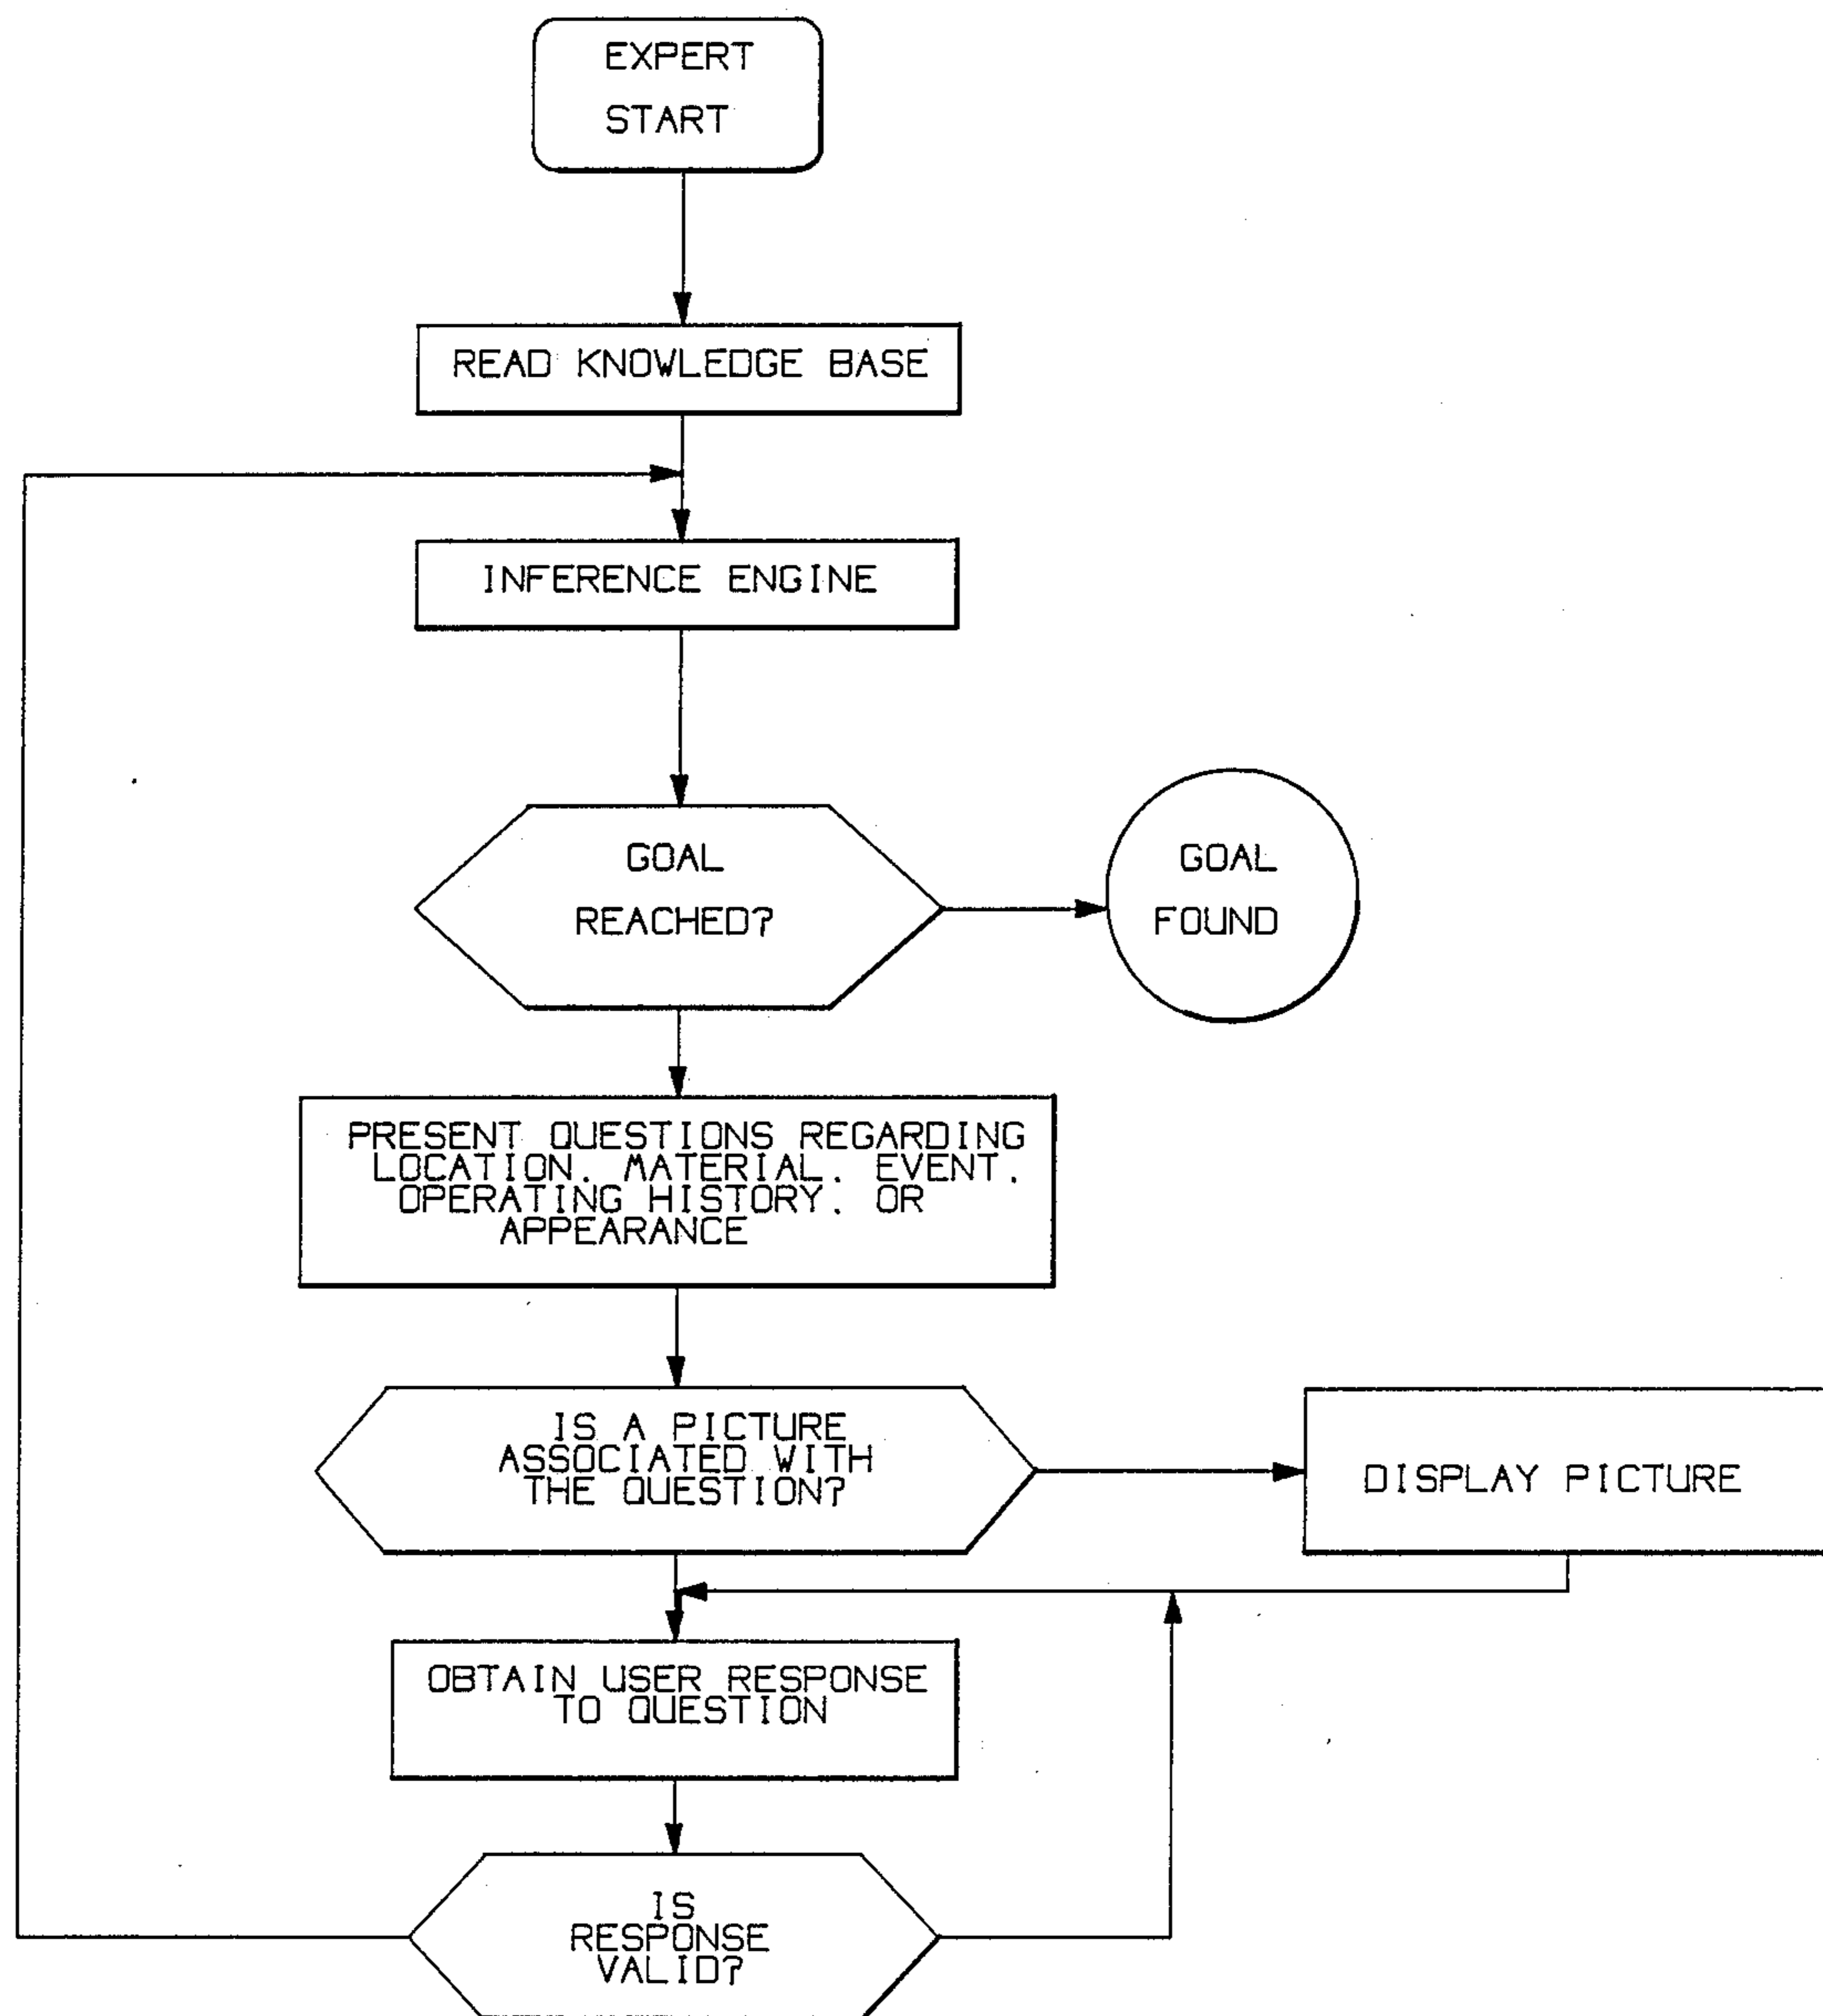 EXPERT
START
READ KNOWLEDGE BASE
INFERENCE ENGINE
GOAL
REACHED?
GOAL
FOUND
PRESENT QUESTIONS REGARDING
LOCATION, MATERIAL, EVENT,
OPERATING HISTORY, OR
APPEARANCE
IS A PICTURE
ASSOCIATED WITH
THE QUESTION?
DISPLAY PICTURE
OBTAIN USER RESPONSE
TO QUESTION
IS
RESPONSE
VALID?